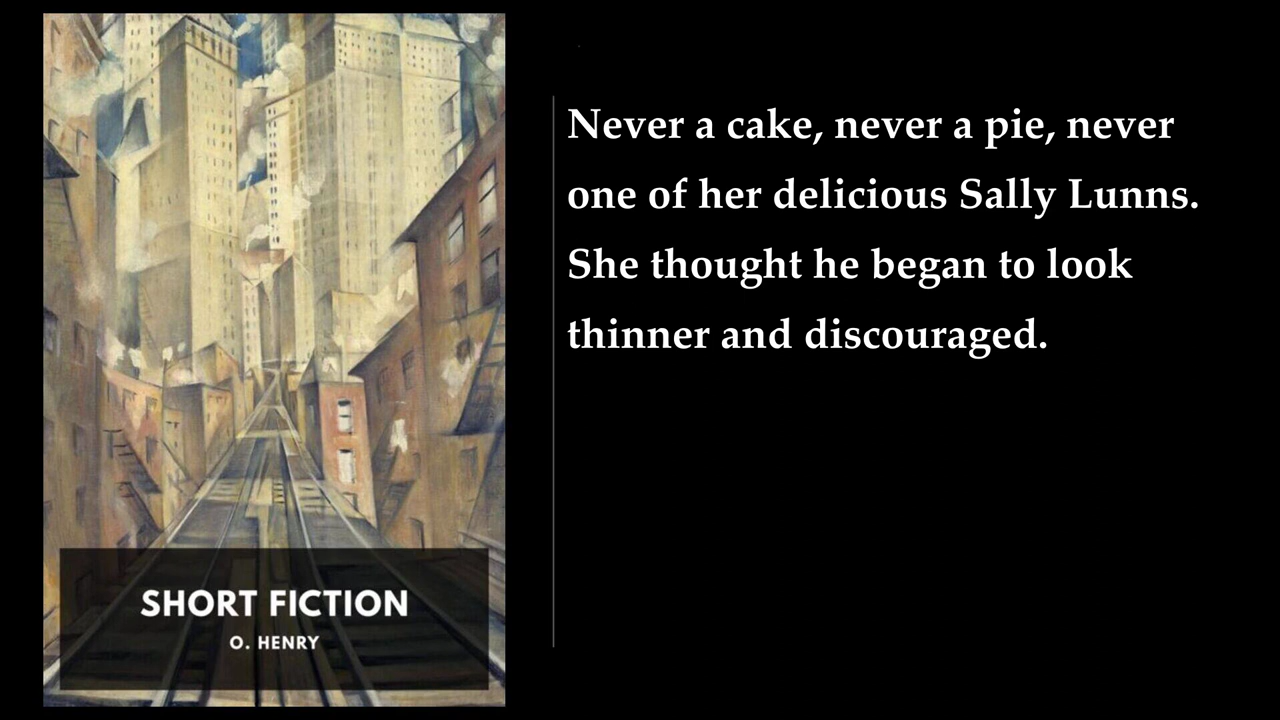 Never a cake, never a pie, never
one of her delicious Sally Lunns.
She thought he began to look
thinner and discouraged.
SHORT FICTION
O. HENRY